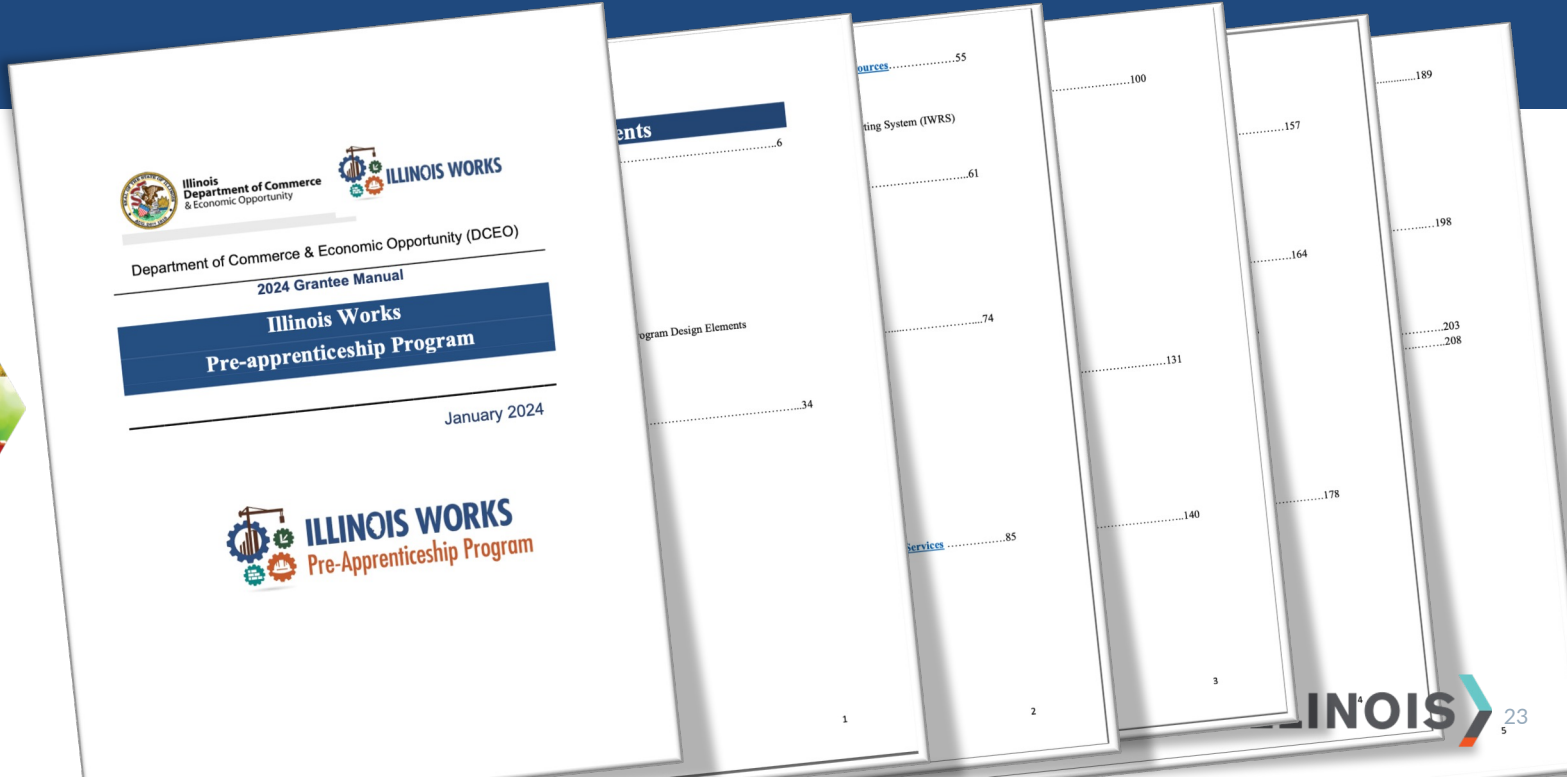 Illinois
Department of Commerce
& Economic Opportunity
ILLINOIS WORKS
Department of Commerce & Economic Opportunity (DCEO)
2024 Grantee Manual
Illinois Works
Pre-apprenticeship Program
January 2024
ILLINOIS WORKS
Pre-Apprenticeship Program
ents
6
ogram Design Elements
34
1
ources 55
ting System (IWRS)
61
74
Services 85
2
100
131
140
3
157
164
178
4
189
198
203
208
5
INOIS
23